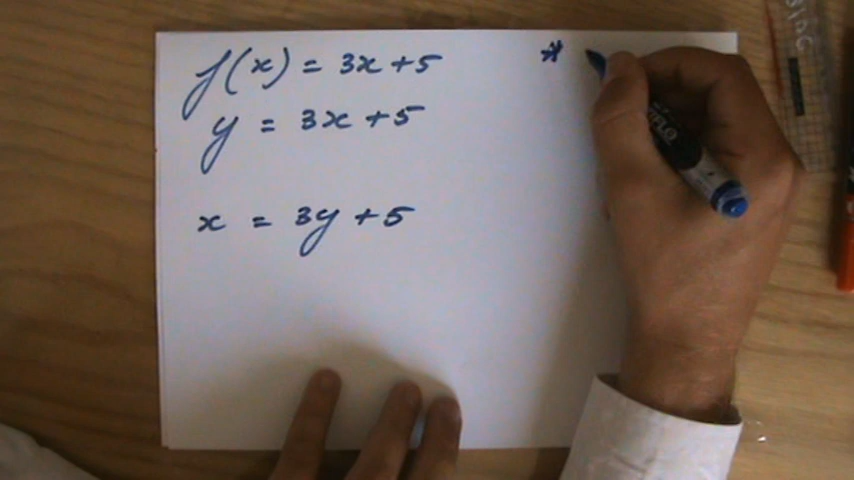 f(x) = 3x + 5
*
y = 3x + 5
x = 3y + 5